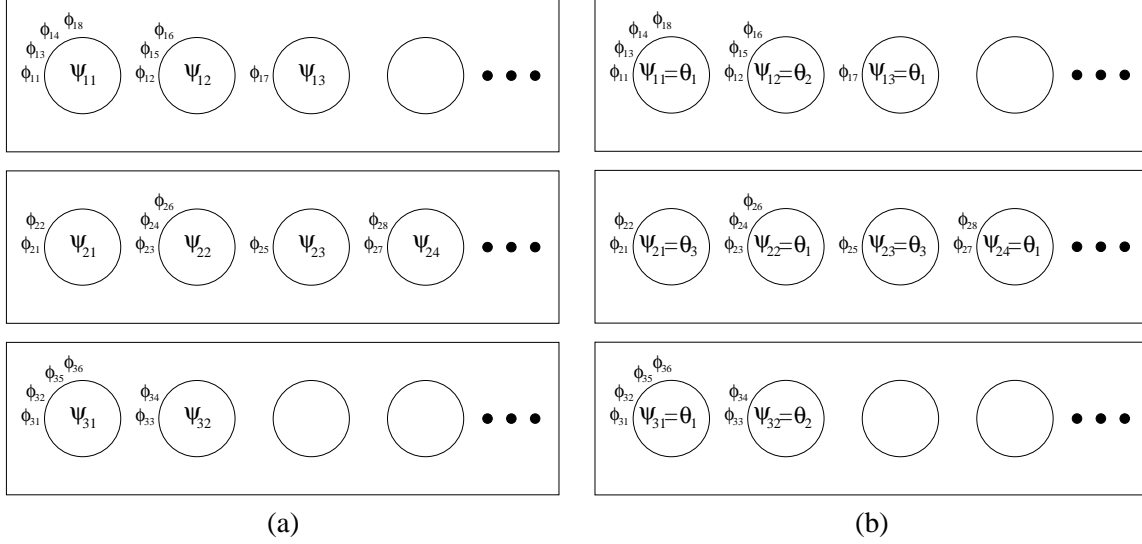 ϕ₁₄ ϕ₁₈ ϕ₁₆ ϕ₁₄ ϕ₁₈ ϕ₁₆
ϕ₁₃ ϕ₁₅ ϕ₁₃ ϕ₁₅
ϕ₁₁ ψ₁₁ ϕ₁₂ ψ₁₂ ϕ₁₇ ψ₁₃ ϕ₁₁ ψ₁₁=θ₁ ϕ₁₂ ψ₁₂=θ₂ ϕ₁₇ ψ₁₃=θ₁
ϕ₂₆ ϕ₂₆
ϕ₂₂ ϕ₂₄ ϕ₂₈ ϕ₂₂ ϕ₂₄ ϕ₂₈
ϕ₂₁ ψ₂₁ ϕ₂₃ ψ₂₂ ϕ₂₅ ψ₂₃ ϕ₂₇ ψ₂₄ ϕ₂₁ ψ₂₁=θ₃ ϕ₂₃ ψ₂₂=θ₁ ϕ₂₅ ψ₂₃=θ₃ ϕ₂₇ ψ₂₄=θ₁
ϕ₃₅ ϕ₃₆ ϕ₃₅ ϕ₃₆
ϕ₃₂ ϕ₃₄ ϕ₃₂ ϕ₃₄
ϕ₃₁ ψ₃₁ ϕ₃₃ ψ₃₂ ϕ₃₁ ψ₃₁=θ₁ ϕ₃₃ ψ₃₂=θ₂
(a) (b)